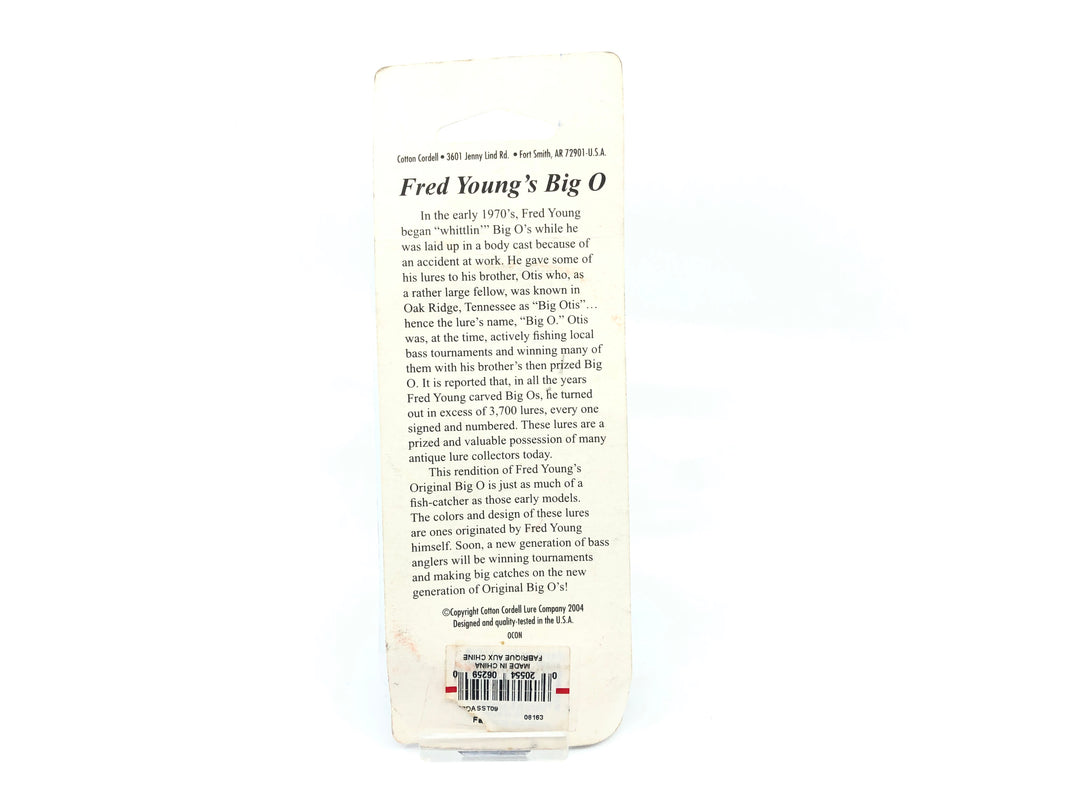 Cotton Cordell • 3601 Jenny Lind Rd. • Fort Smith, AR 72901-U.S.A.
Fred Young's Big O
In the early 1970's, Fred Young
began “whittlin'” Big O's while he
was laid up in a body cast because of
an accident at work. He gave some of
his lures to his brother, Otis who, as
a rather large fellow, was known in
Oak Ridge, Tennessee as “Big Otis”...
hence the lure's name, “Big O.” Otis
was, at the time, actively fishing local
bass tournaments and winning many of
them with his brother's then prized Big
O. It is reported that, in all the years
Fred Young carved Big Os, he turned
out in excess of 3,700 lures, every one
signed and numbered. These lures are a
prized and valuable possession of many
antique lure collectors today.
This rendition of Fred Young's
Original Big O is just as much of a
fish-catcher as those early models.
The colors and design of these lures
are ones originated by Fred Young
himself. Soon, a new generation of bass
anglers will be winning tournaments
and making big catches on the new
generation of Original Big O's!
©Copyright Cotton Cordell Lure Company 2004
Designed and quality-tested in the U.S.A.
OCDN
FABRIQUE AUX CHINE
MADE IN CHINA
0 20554 06259 0
08163